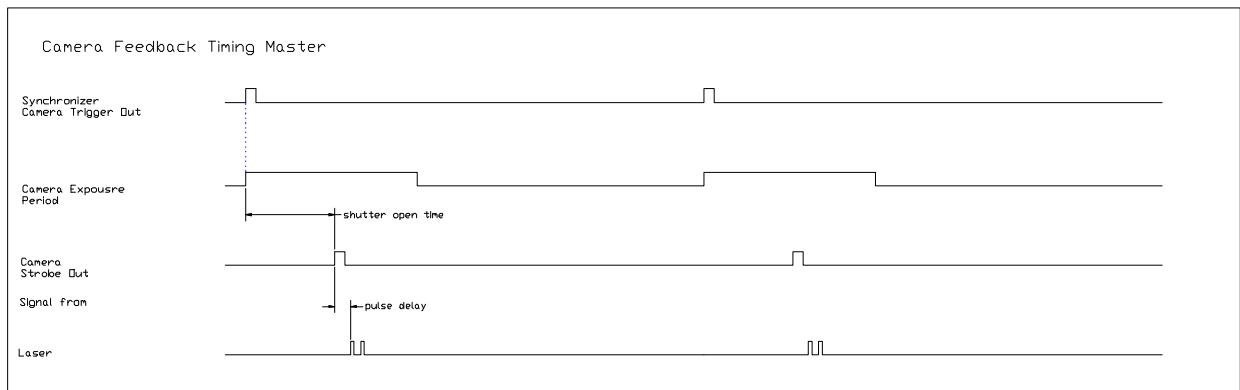 Camera Feedback Timing Master
Synchronizer
Camera Trigger Out
Camera Expousre
Period
shutter open time
Camera
Strobe Out
Signal from
pulse delay
Laser